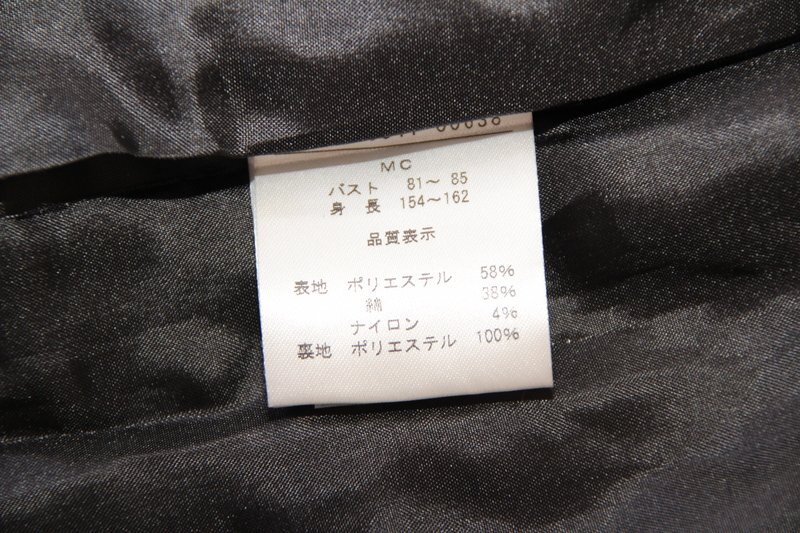 00638
MC
バスト 81～ 85
身 長 154～162
品質表示
表地 ポリエステル 58%
綿 38%
ナイロン 4%
裏地 ポリエステル 100%